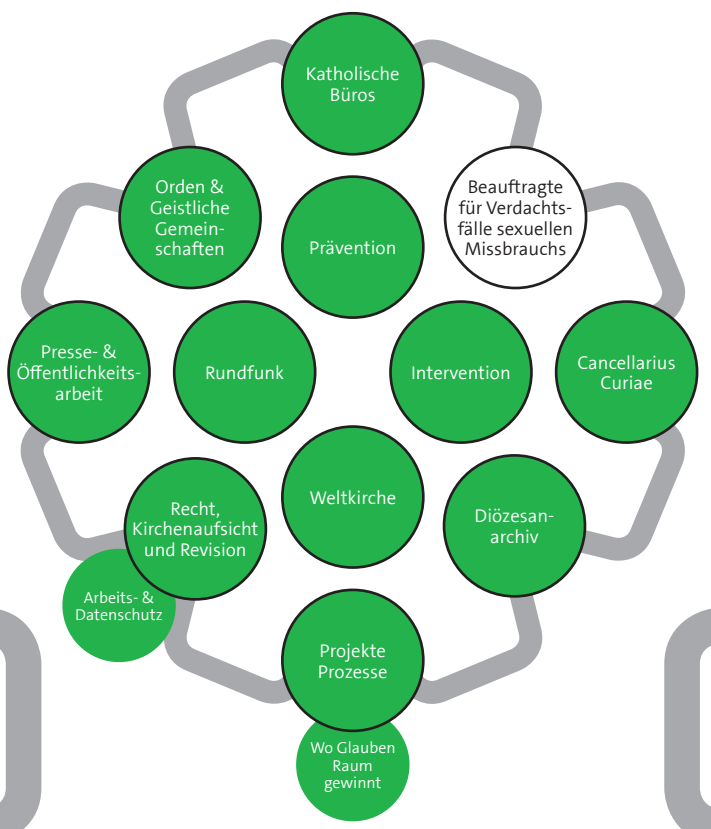 Katholische
Büros
Orden &
Geistliche
Gemein-
schaften
Prävention
Beauftragte
für Verdachts-
fälle sexuellen
Missbrauchs
Presse- &
Öffentlichkeits-
arbeit
Rundfunk
Intervention
Cancellarius
Curiae
Recht,
Kirchenaufsicht
und Revision
Weltkirche
Diözesan-
archiv
Arbeits- &
Datenschutz
Projekte
Prozesse
Wo Glauben
Raum
gewinnt